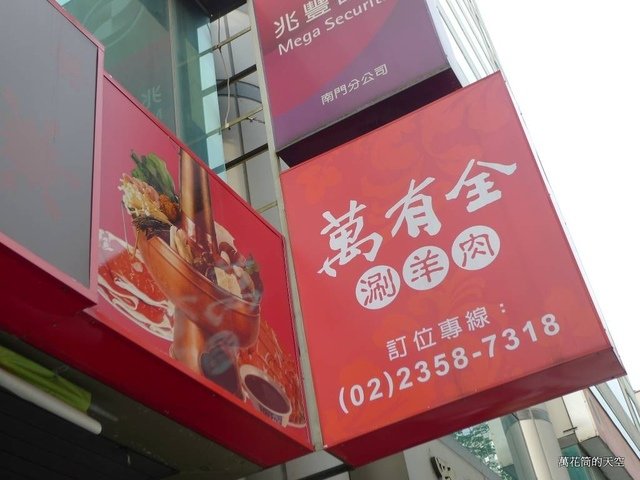 兆豐
Mega Securit
南門分公司
萬有全
涮羊肉
訂位專線：
(02)2358-7318
萬花筒的天空